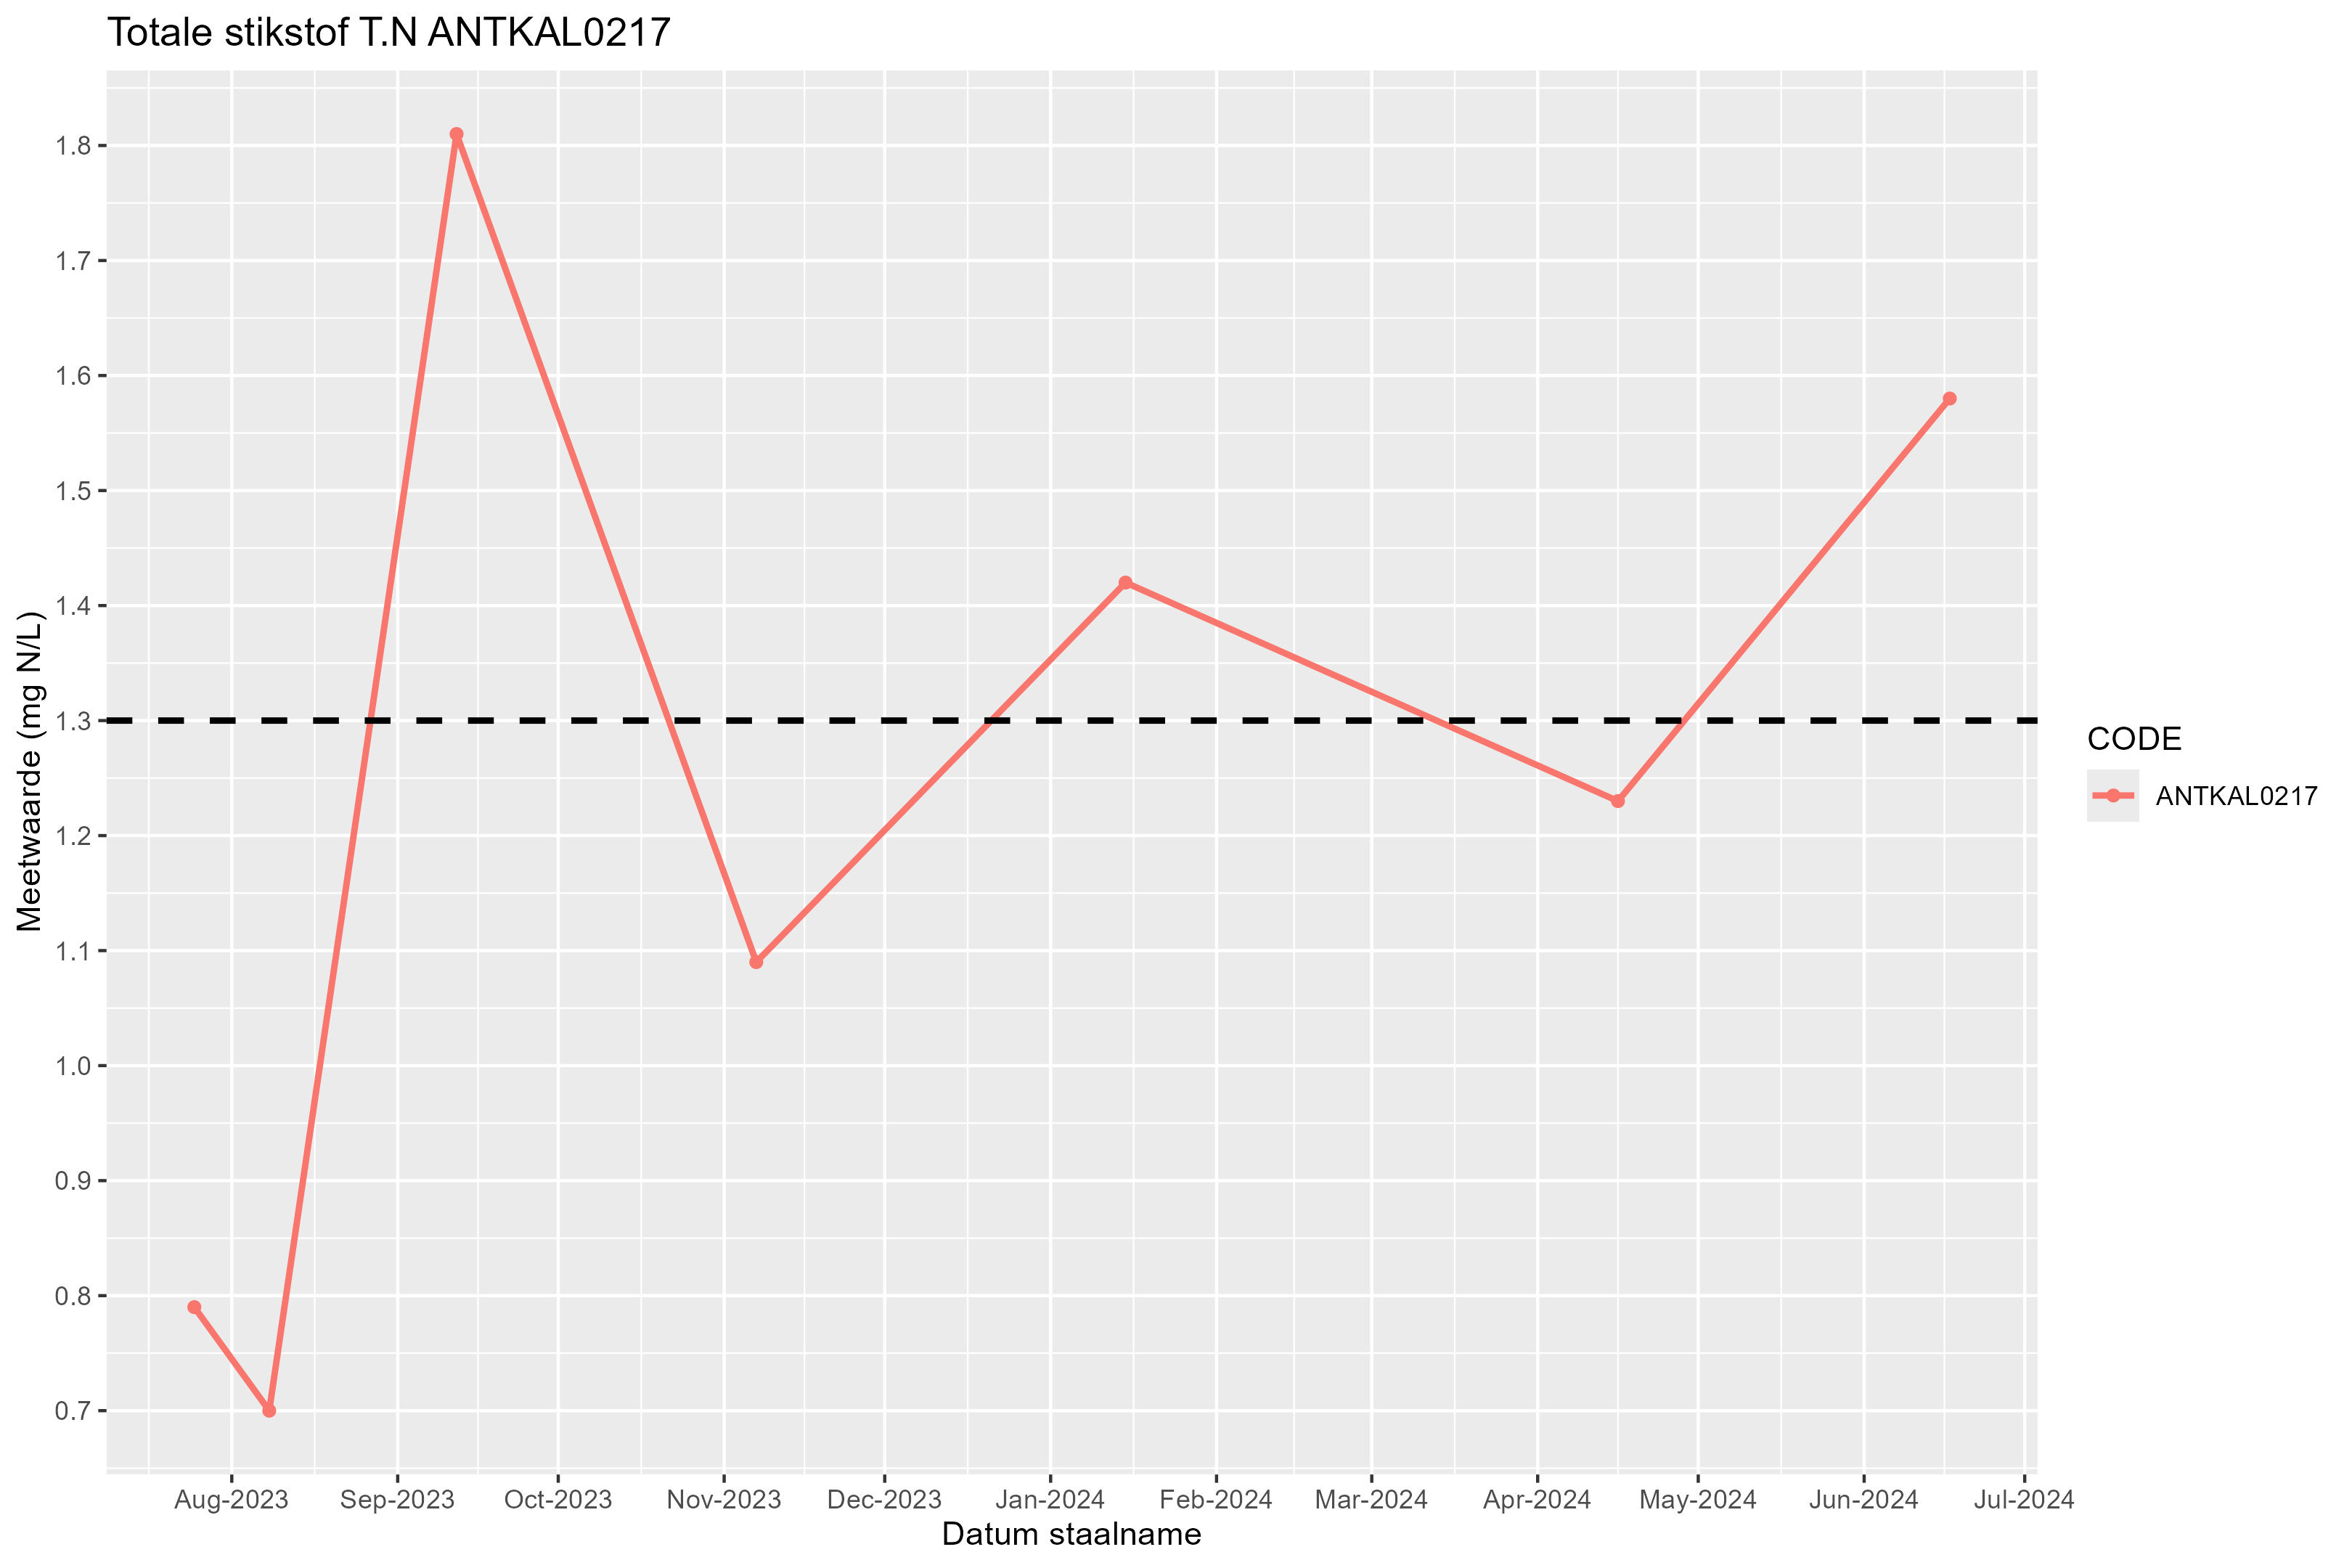 Totale stikstof T.N ANTKAL0217
Meetwaarde (mg N/L)
1.8
1.7
1.6
1.5
1.4
1.3
1.2
1.1
1.0
0.9
0.8
0.7
Aug-2023 Sep-2023 Oct-2023 Nov-2023 Dec-2023 Jan-2024 Feb-2024 Mar-2024 Apr-2024 May-2024 Jun-2024 Jul-2024
Datum staalname
CODE
ANTKAL0217